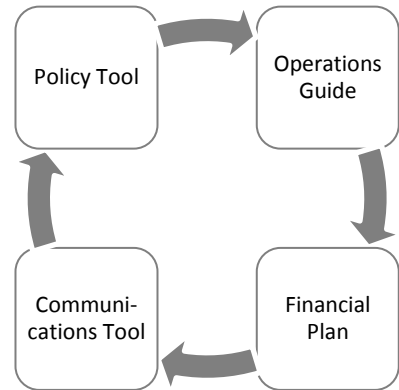 Policy Tool
Operations
Guide
Communi-
cations Tool
Financial
Plan